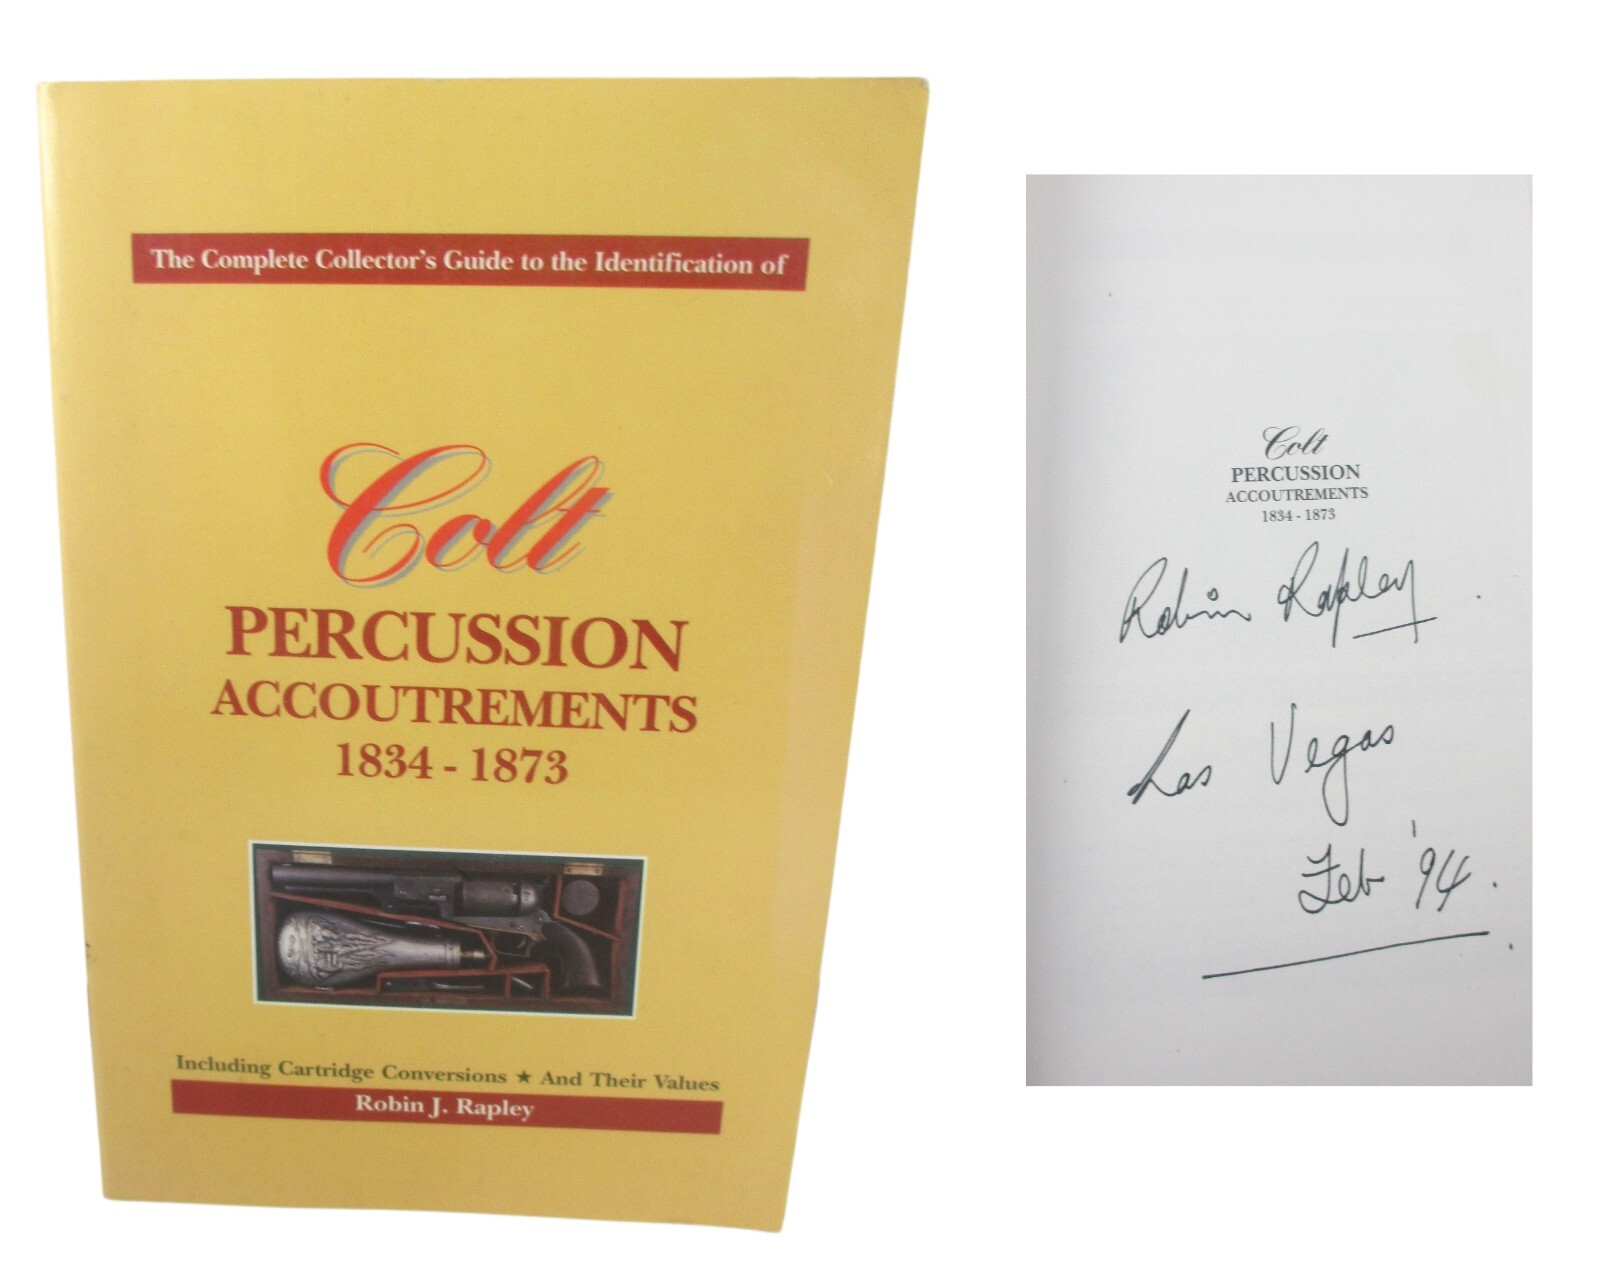 The Complete Collector's Guide to the Identification of
Colt
PERCUSSION
ACCOUTREMENTS
1834 - 1873
Including Cartridge Conversions ★ And Their Values
Robin J. Rapley
Colt
PERCUSSION
ACCOUTREMENTS
1834 - 1873
Robin Rapley
Las Vegas
Feb '94.